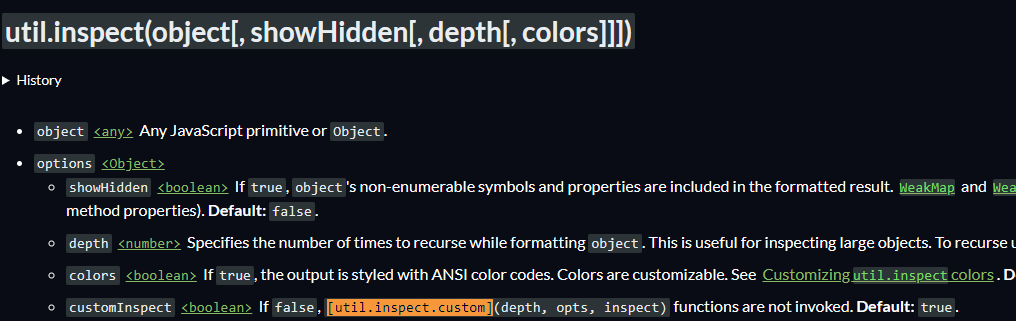 util.inspect(object[, showHidden[, depth[, colors]]])
History
object <any> Any JavaScript primitive or Object.
options <Object>
showHidden <boolean> If true, object's non-enumerable symbols and properties are included in the formatted result. WeakMap and
method properties). Default: false.
depth <number> Specifies the number of times to recurse while formatting object. This is useful for inspecting large objects. To recurse
colors <boolean> If true, the output is styled with ANSI color codes. Colors are customizable. See Customizing util.inspect colors.
customInspect <boolean> If false, [util.inspect.custom](depth, opts, inspect) functions are not invoked. Default: true.